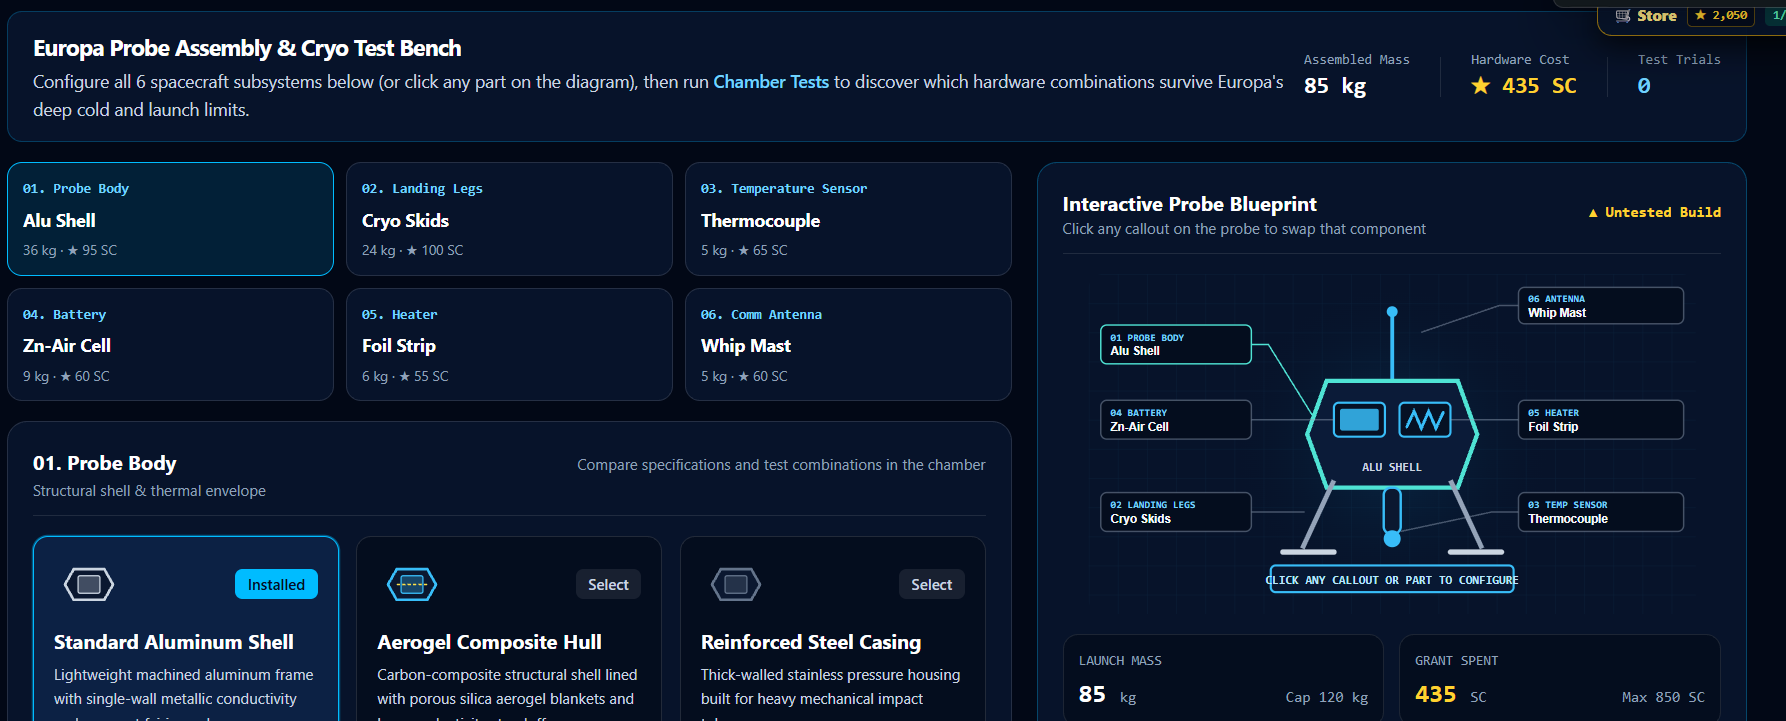 Store ★ 2,050 1/
Europa Probe Assembly & Cryo Test Bench
Configure all 6 spacecraft subsystems below (or click any part on the diagram), then run Chamber Tests to discover which hardware combinations survive Europa's
deep cold and launch limits.
Assembled Mass
85 kg
Hardware Cost
★ 435 SC
Test Trials
0
01. Probe Body
Alu Shell
36 kg · ★ 95 SC
02. Landing Legs
Cryo Skids
24 kg · ★ 100 SC
03. Temperature Sensor
Thermocouple
5 kg · ★ 65 SC
04. Battery
Zn-Air Cell
9 kg · ★ 60 SC
05. Heater
Foil Strip
6 kg · ★ 55 SC
06. Comm Antenna
Whip Mast
5 kg · ★ 60 SC
01. Probe Body
Structural shell & thermal envelope
Compare specifications and test combinations in the chamber
Installed
Standard Aluminum Shell
Lightweight machined aluminum frame
with single-wall metallic conductivity
Select
Aerogel Composite Hull
Carbon-composite structural shell lined
with porous silica aerogel blankets and
Select
Reinforced Steel Casing
Thick-walled stainless pressure housing
built for heavy mechanical impact
Interactive Probe Blueprint
Click any callout on the probe to swap that component
▲ Untested Build
06 ANTENNA
Whip Mast
01 PROBE BODY
Alu Shell
04 BATTERY
Zn-Air Cell
05 HEATER
Foil Strip
ALU SHELL
02 LANDING LEGS
Cryo Skids
03 TEMP SENSOR
Thermocouple
CLICK ANY CALLOUT OR PART TO CONFIGURE
LAUNCH MASS
85 kg
Cap 120 kg
GRANT SPENT
435 SC
Max 850 SC